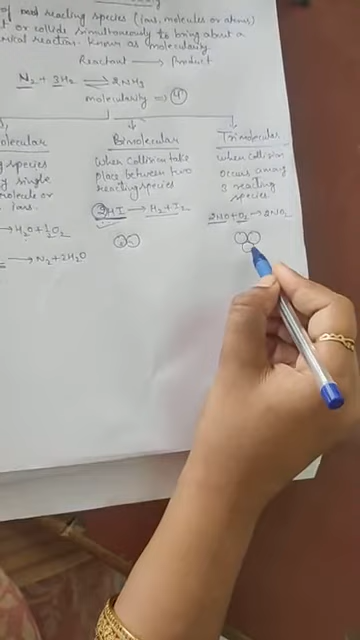 of reacting species (ions, molecules or atoms)
or collide simultaneously to bring about a
reaction. known as molecularity.
Reactant ⟶ Product
N₂ + 3H₂ ⇌ 2NH₃
molecularity ⇒ 4
Bimolecular
When collision take
place between two
reacting species
2HI → H₂ + I₂
Trimolecular
when collision
occurs away
3 reacting
species
2NO + O₂ → 2NO₂
species
single
molecule or
ions.
→ H₂O + ½O₂
⟶ N₂ + 2H₂O